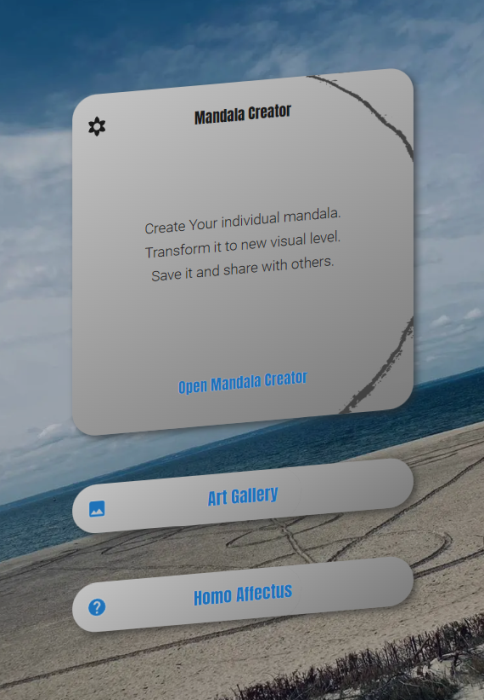 Mandala Creator
Create Your individual mandala.
Transform it to new visual level.
Save it and share with others.
Open Mandala Creator
Art Gallery
Homo Affectus